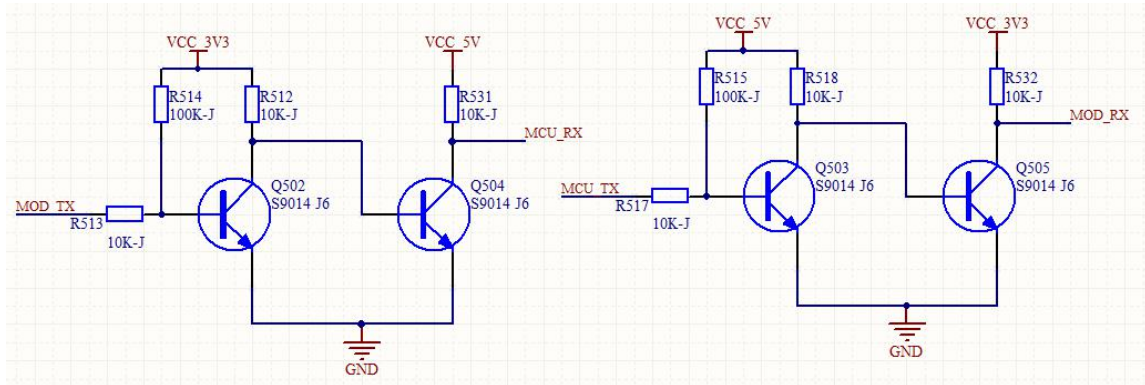 VCC_3V3
VCC_5V
R514
100K-J
R512
10K-J
R531
10K-J
MCU_RX
Q502
S9014 J6
Q504
S9014 J6
MOD_TX
R513
10K-J
GND
VCC_5V
VCC_3V3
R515
100K-J
R518
10K-J
R532
10K-J
MOD_RX
Q503
S9014 J6
Q505
S9014 J6
MCU_TX
R517
10K-J
GND